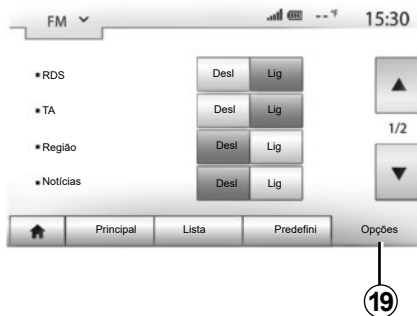 FM -- °F 15:30
RDS Desl Lig
TA Desl Lig
1/2
Região Desl Lig
Notícias Desl Lig
Principal Lista Predefini Opções
19